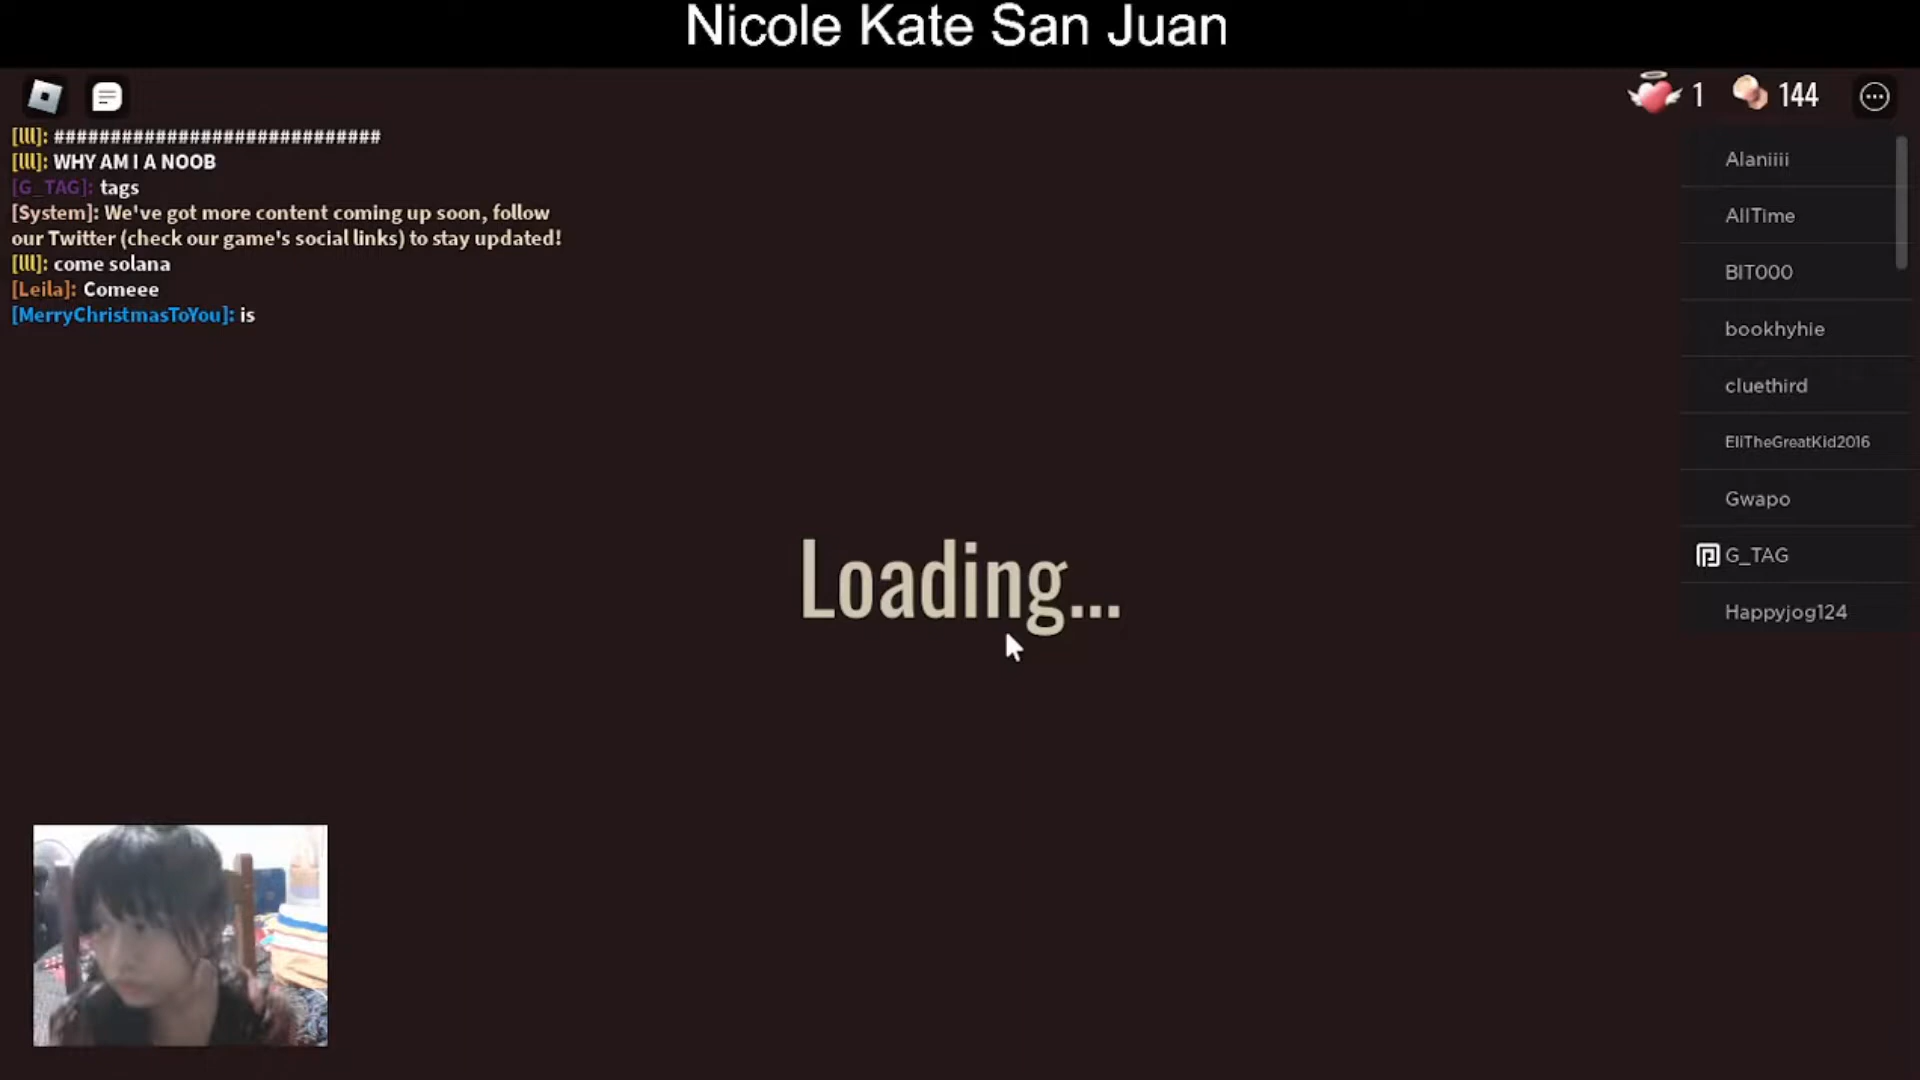 Nicole Kate San Juan
1 144
[lll]: #############################
[lll]: WHY AM I A NOOB
[G_TAG]: tags
[System]: We've got more content coming up soon, follow
our Twitter (check our game's social links) to stay updated!
[lll]: come solana
[Leila]: Comeee
[MerryChristmasToYou]: is
Alaniiii
AllTime
BIT000
bookhyhie
cluethird
EliTheGreatKid2016
Gwapo
G_TAG
Happyjog124
Loading...